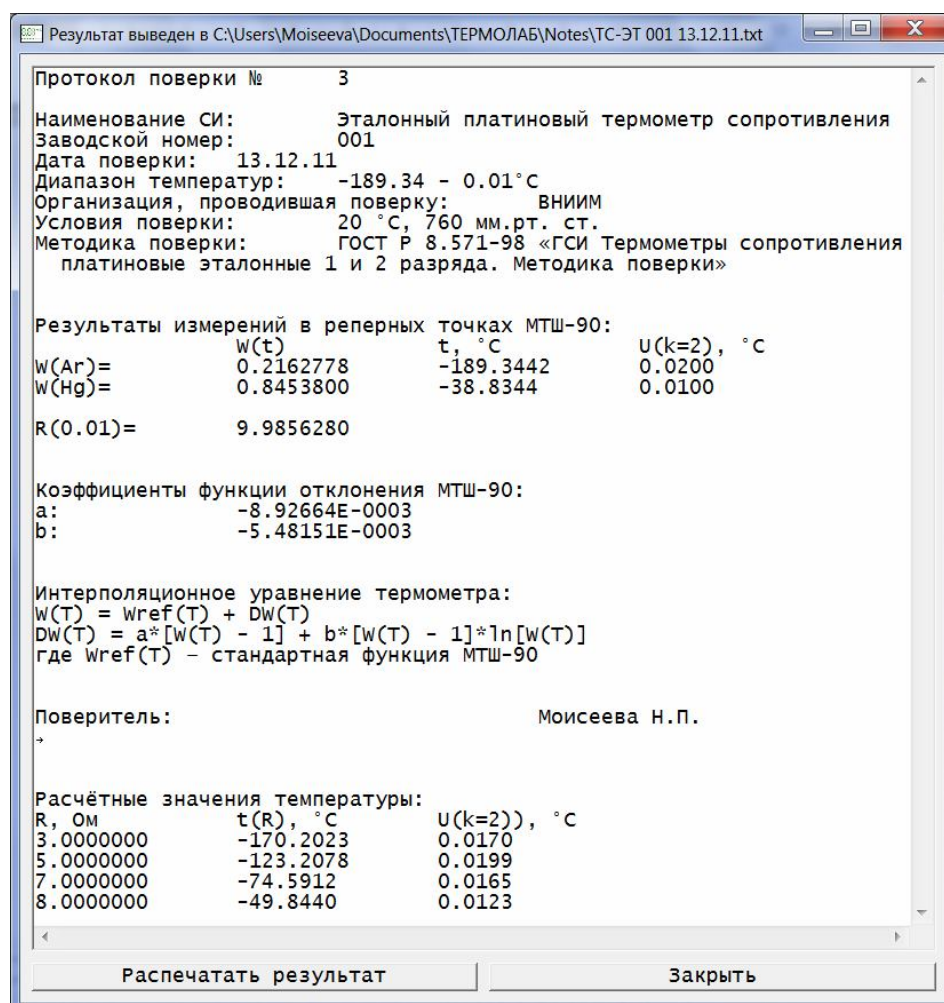 Результат выведен в C:\Users\Moiseeva\Documents\ТЕРМОЛАБ\Notes\ТС-ЭТ 001 13.12.11.txt
Протокол поверки № 3
Наименование СИ: Эталонный платиновый термометр сопротивления
Заводской номер: 001
Дата поверки: 13.12.11
Диапазон температур: -189.34 - 0.01°C
Организация, проводившая поверку: ВНИИМ
Условия поверки: 20 °C, 760 мм.рт. ст.
Методика поверки: ГОСТ Р 8.571-98 «ГСИ Термометры сопротивления
платиновые эталонные 1 и 2 разряда. Методика поверки»
Результаты измерений в реперных точках МТШ-90:
W(t) t, °C U(k=2), °C
W(Ar)= 0.2162778 -189.3442 0.0200
W(Hg)= 0.8453800 -38.8344 0.0100
R(0.01)= 9.9856280
Коэффициенты функции отклонения МТШ-90:
a: -8.92664E-0003
b: -5.48151E-0003
Интерполяционное уравнение термометра:
W(T) = Wref(T) + DW(T)
DW(T) = a*[W(T) - 1] + b*[W(T) - 1]*ln[W(T)]
где Wref(T) – стандартная функция МТШ-90
Поверитель: Моисеева Н.П.
→
Расчётные значения температуры:
R, Ом t(R), °C U(k=2)), °C
3.0000000 -170.2023 0.0170
5.0000000 -123.2078 0.0199
7.0000000 -74.5912 0.0165
8.0000000 -49.8440 0.0123
Распечатать результат Закрыть